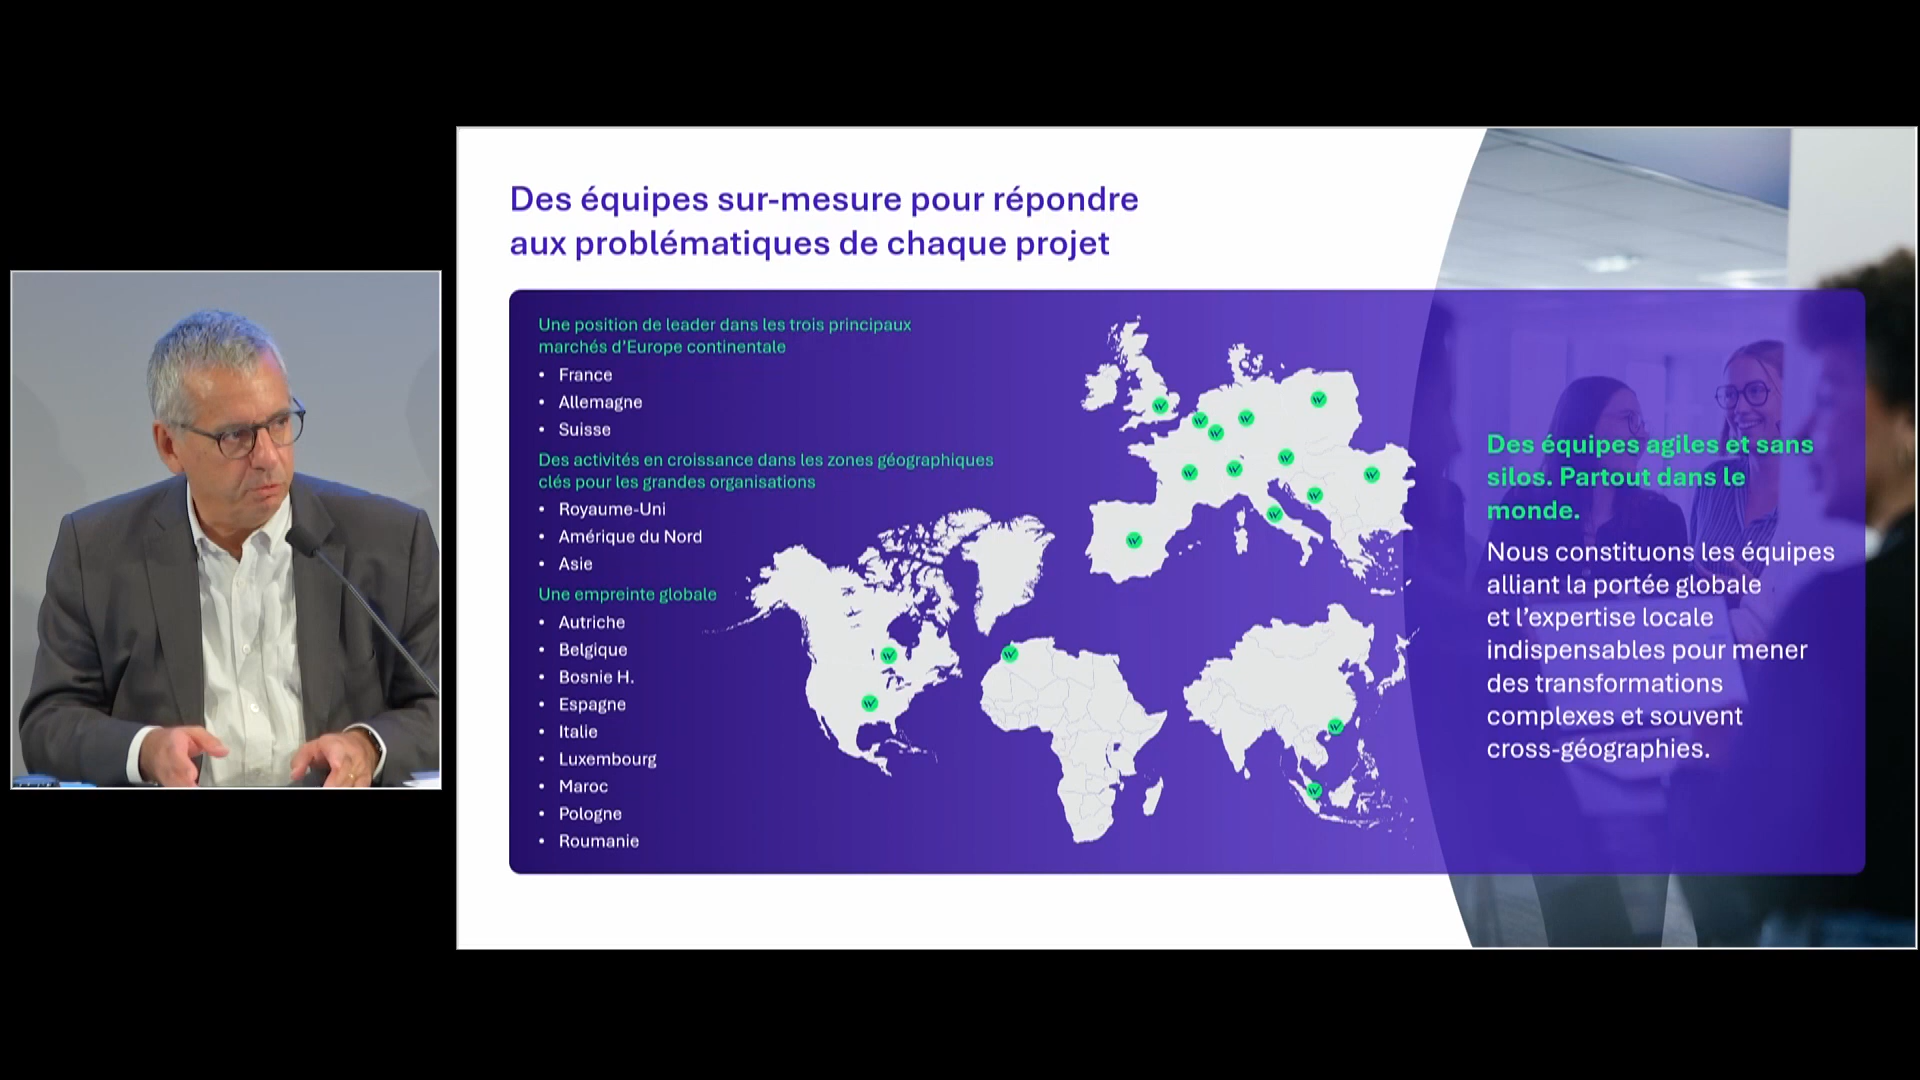 Des équipes sur-mesure pour répondre
aux problématiques de chaque projet
Une position de leader dans les trois principaux
marchés d'Europe continentale
• France
• Allemagne
• Suisse
Des activités en croissance dans les zones géographiques
clés pour les grandes organisations
• Royaume-Uni
• Amérique du Nord
• Asie
Une empreinte globale
• Autriche
• Belgique
• Bosnie H.
• Espagne
• Italie
• Luxembourg
• Maroc
• Pologne
• Roumanie
Des équipes agiles et sans
silos. Partout dans le
monde.
Nous constituons les équipes
alliant la portée globale
et l'expertise locale
indispensables pour mener
des transformations
complexes et souvent
cross-géographies.